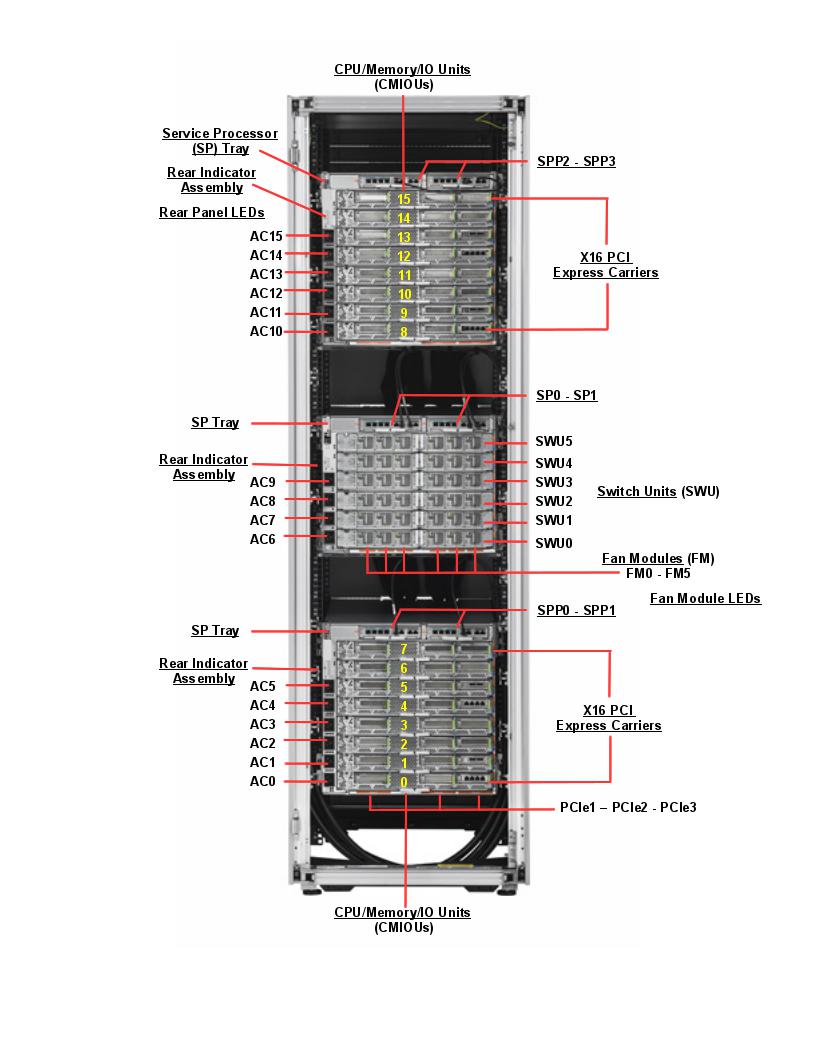 CPU/Memory/IO Units
(CMIOUs)
Service Processor
(SP) Tray
SPP2 - SPP3
Rear Indicator
Assembly
Rear Panel LEDs
15
14
13
12
11
10
9
8
AC15
AC14
AC13
AC12
AC11
AC10
X16 PCI
Express Carriers
SP0 - SP1
SP Tray
Rear Indicator
Assembly
AC9
AC8
AC7
AC6
SWU5
SWU4
SWU3
SWU2
SWU1
SWU0
Switch Units (SWU)
Fan Modules (FM)
FM0 - FM5
Fan Module LEDs
SPP0 - SPP1
SP Tray
Rear Indicator
Assembly
7
6
5
4
3
2
1
0
AC5
AC4
AC3
AC2
AC1
AC0
X16 PCI
Express Carriers
PCIe1 – PCIe2 - PCIe3
CPU/Memory/IO Units
(CMIOUs)